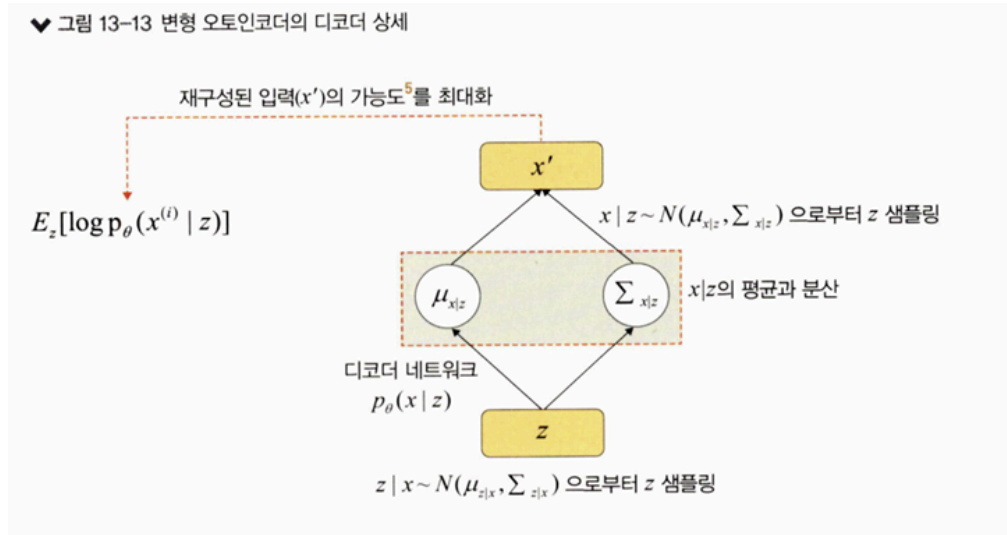 그림 13-13 변형 오토인코더의 디코더 상세
재구성된 입력(x′)의 가능도5를 최대화
x′
E_z[log p_θ(x^(i) | z)]
x | z ~ N(μ_x|z, Σ_x|z) 으로부터 z 샘플링
μ_x|z
Σ_x|z
x|z의 평균과 분산
디코더 네트워크
p_θ(x | z)
z
z | x ~ N(μ_z|x, Σ_z|x) 으로부터 z 샘플링